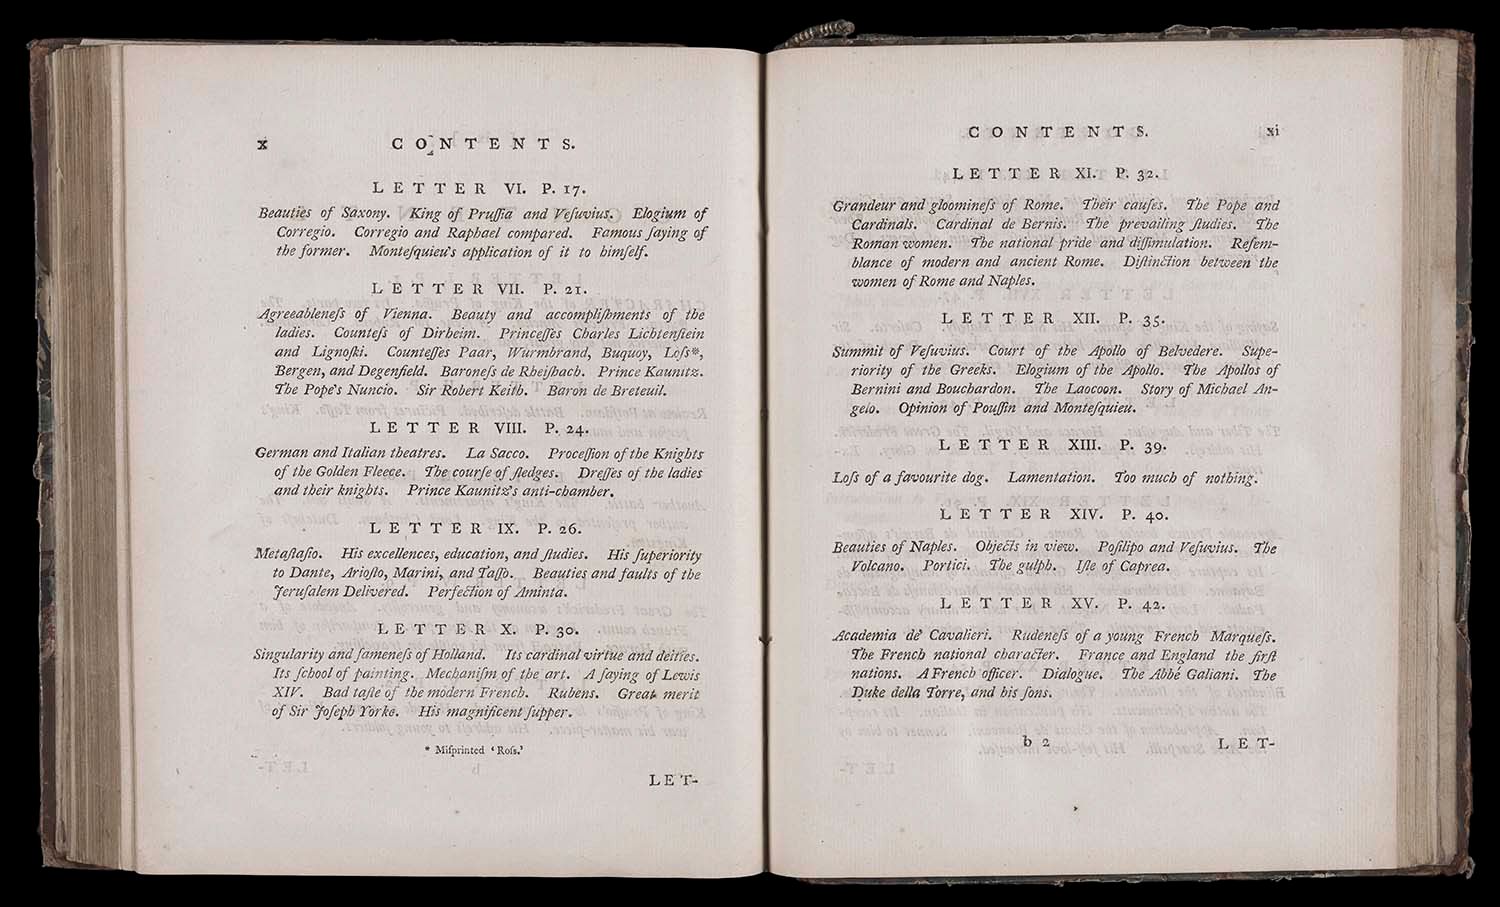 x CONTENTS.
LETTER VI. P. 17.
Beauties of Saxony. King of Pruſſia and Veſuvius. Elogium of
Corregio. Corregio and Raphael compared. Famous ſaying of
the former. Monteſquieu's application of it to himſelf.
LETTER VII. P. 21.
Agreeableneſs of Vienna. Beauty and accompliſhments of the
ladies. Counteſs of Dirheim. Princeſſes Charles Lichtenſtein
and Lignoſki. Counteſſes Paar, Wurmbrand, Buquoy, Loſs*,
Bergen, and Degenfield. Baroneſs de Rheiſbach. Prince Kaunitz.
The Pope's Nuncio. Sir Robert Keith. Baron de Breteuil.
LETTER VIII. P. 24.
German and Italian theatres. La Sacco. Proceſſion of the Knights
of the Golden Fleece. The courſe of ſledges. Dreſſes of the ladies
and their knights. Prince Kaunitz's anti-chamber.
LETTER IX. P. 26.
Metaſtaſio. His excellences, education, and ſtudies. His ſuperiority
to Dante, Arioſto, Marini, and Taſſo. Beauties and faults of the
Jeruſalem Delivered. Perfection of Aminta.
LETTER X. P. 30.
Singularity and ſameneſs of Holland. Its cardinal virtue and deities.
Its ſchool of painting. Mechaniſm of the art. A ſaying of Lewis
XIV. Bad taſte of the modern French. Rubens. Great merit
of Sir Joſeph Yorke. His magnificent ſupper.
* Miſprinted ‘Roſs.’
LET-
CONTENTS. xi
LETTER XI. P. 32.
Grandeur and gloomineſs of Rome. Their cauſes. The Pope and
Cardinals. Cardinal de Bernis. The prevailing ſtudies. The
Roman women. The national pride and diſſimulation. Reſem-
blance of modern and ancient Rome. Diſtinction between the
women of Rome and Naples.
LETTER XII. P. 35.
Summit of Veſuvius. Court of the Apollo of Belvedere. Supe-
riority of the Greeks. Elogium of the Apollo. The Apollos of
Bernini and Bouchardon. The Laocoon. Story of Michael An-
gelo. Opinion of Pouſſin and Monteſquieu.
LETTER XIII. P. 39.
Loſs of a favourite dog. Lamentation. Too much of nothing.
LETTER XIV. P. 40.
Beauties of Naples. Objects in view. Poſilipo and Veſuvius. The
Volcano. Portici. The gulph. Iſle of Caprea.
LETTER XV. P. 42.
Academia de' Cavalieri. Rudeneſs of a young French Marqueſs.
The French national character. France and England the firſt
nations. A French officer. Dialogue. The Abbé Galiani. The
Duke della Torre, and his ſons.
b 2 LET-